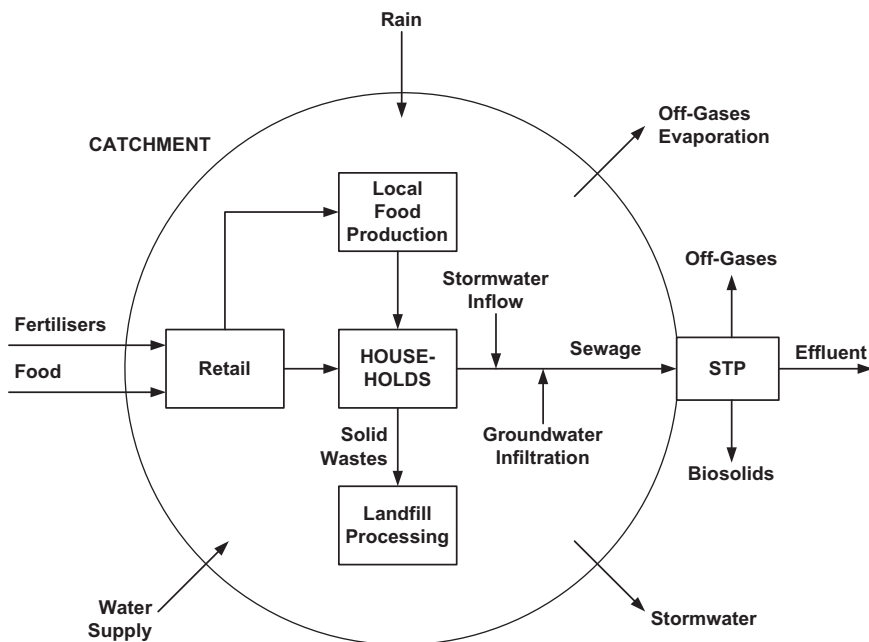 Rain
Off-Gases
Evaporation
CATCHMENT
Local
Food
Production
Off-Gases
Stormwater
Inflow
Fertilisers
Food
Retail
HOUSE-
HOLDS
Sewage
STP
Effluent
Solid
Wastes
Groundwater
Infiltration
Biosolids
Landfill
Processing
Water
Supply
Stormwater